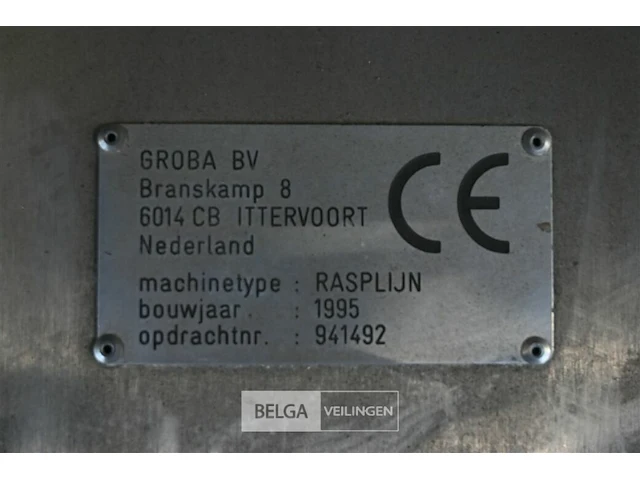 GROBA BV
Branskamp 8
6014 CB ITTERVOORT
Nederland
CE
machinetype : RASPLIJN
bouwjaar. : 1995
opdrachtnr. : 941492
BELGA VEILINGEN